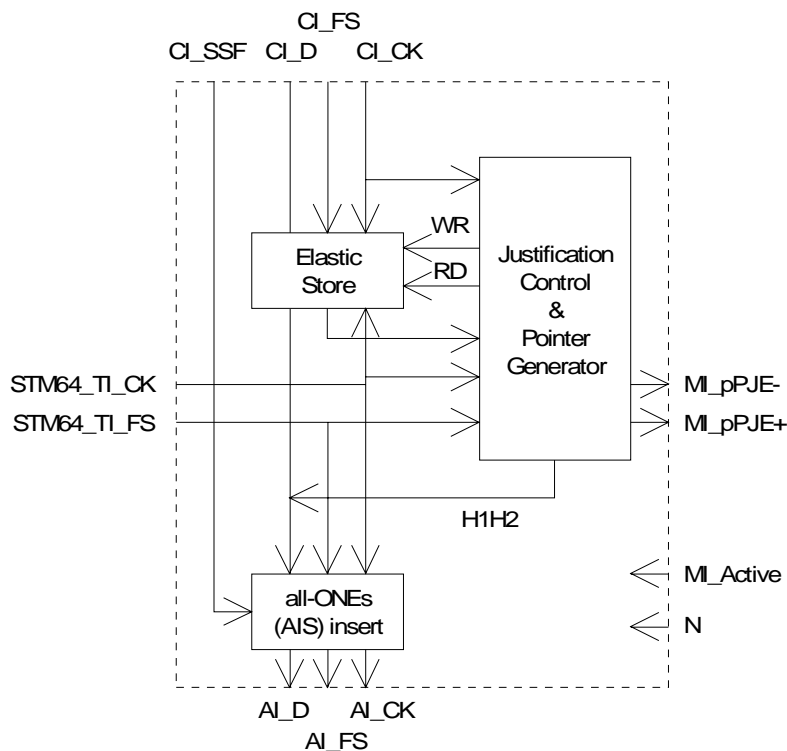 CI_FS
CI_SSF CI_D CI_CK
WR
Elastic
Store
RD
Justification
Control
&
Pointer
Generator
STM64_TI_CK
MI_pPJE-
STM64_TI_FS
MI_pPJE+
H1H2
all-ONEs
(AIS) insert
MI_Active
N
AI_D AI_CK
AI_FS